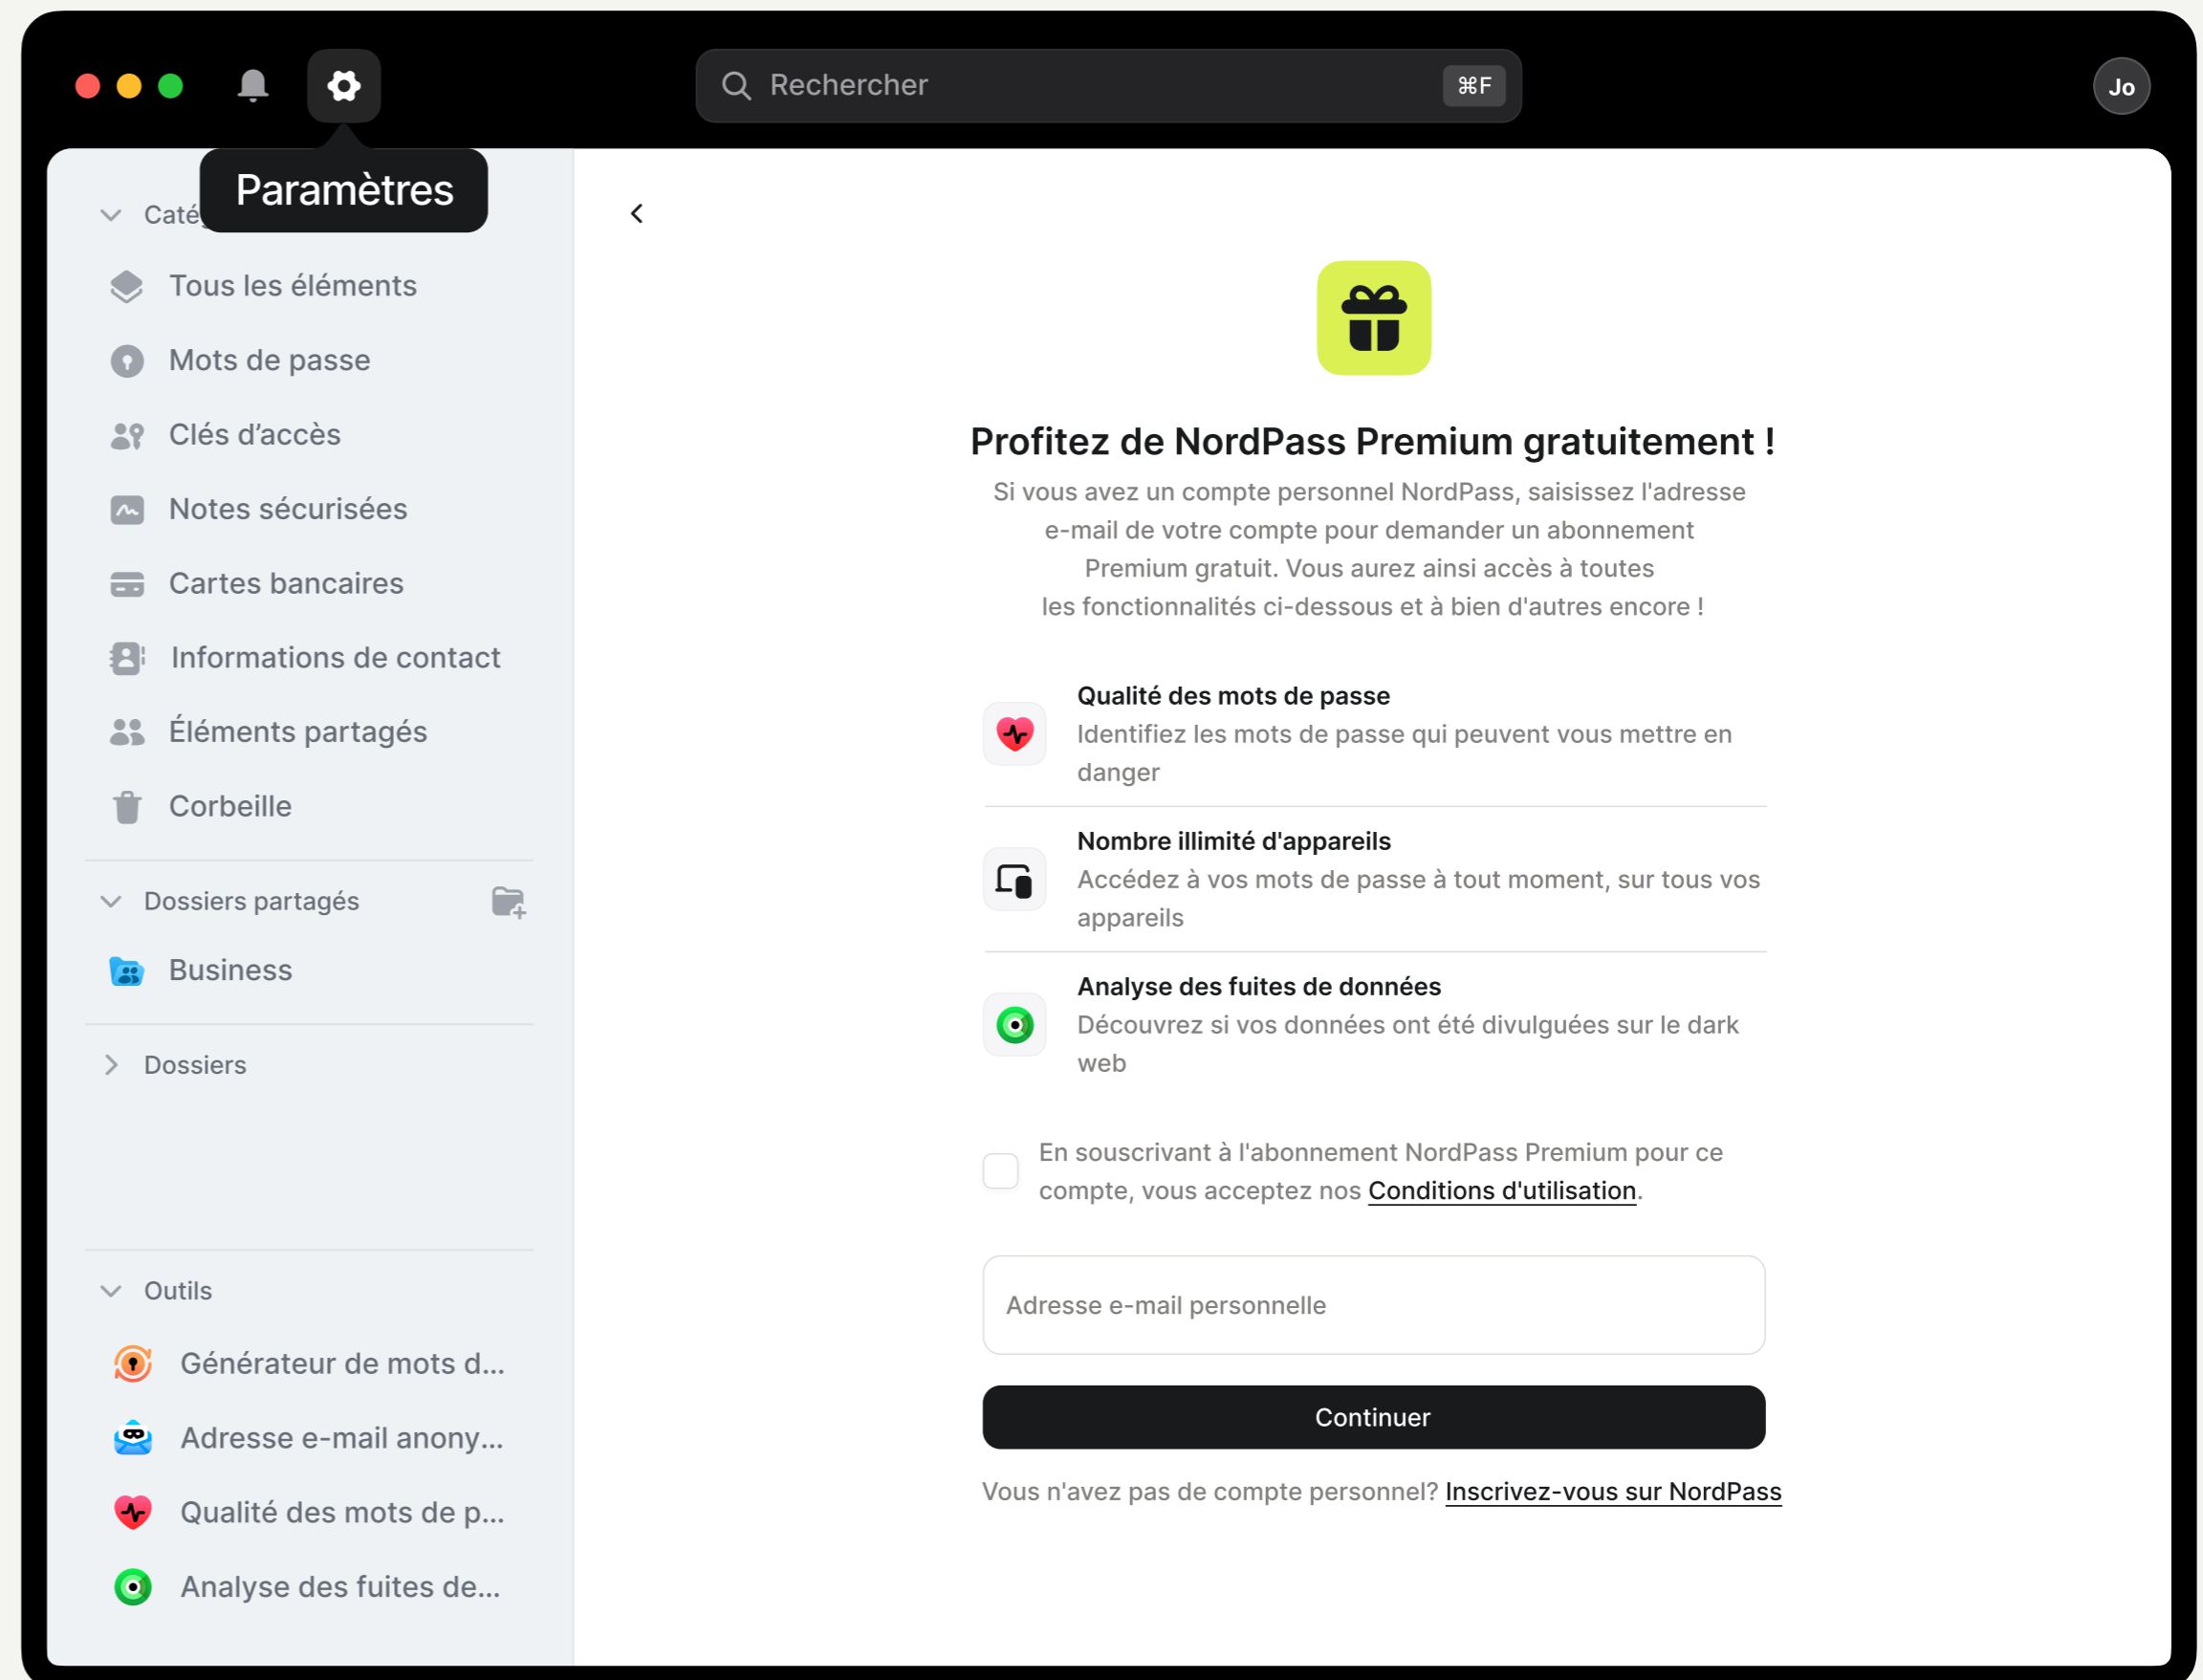 Rechercher
⌘F
Jo
Paramètres
Tous les éléments
Mots de passe
Clés d’accès
Notes sécurisées
Cartes bancaires
Informations de contact
Éléments partagés
Corbeille
Dossiers partagés
Business
Dossiers
Outils
Générateur de mots d...
Adresse e-mail anony...
Qualité des mots de p...
Analyse des fuites de...
Profitez de NordPass Premium gratuitement !
Si vous avez un compte personnel NordPass, saisissez l'adresse
e-mail de votre compte pour demander un abonnement
Premium gratuit. Vous aurez ainsi accès à toutes
les fonctionnalités ci-dessous et à bien d'autres encore !
Qualité des mots de passe
Identifiez les mots de passe qui peuvent vous mettre en
danger
Nombre illimité d'appareils
Accédez à vos mots de passe à tout moment, sur tous vos
appareils
Analyse des fuites de données
Découvrez si vos données ont été divulguées sur le dark
web
En souscrivant à l'abonnement NordPass Premium pour ce
compte, vous acceptez nos Conditions d'utilisation.
Adresse e-mail personnelle
Continuer
Vous n'avez pas de compte personnel? Inscrivez-vous sur NordPass